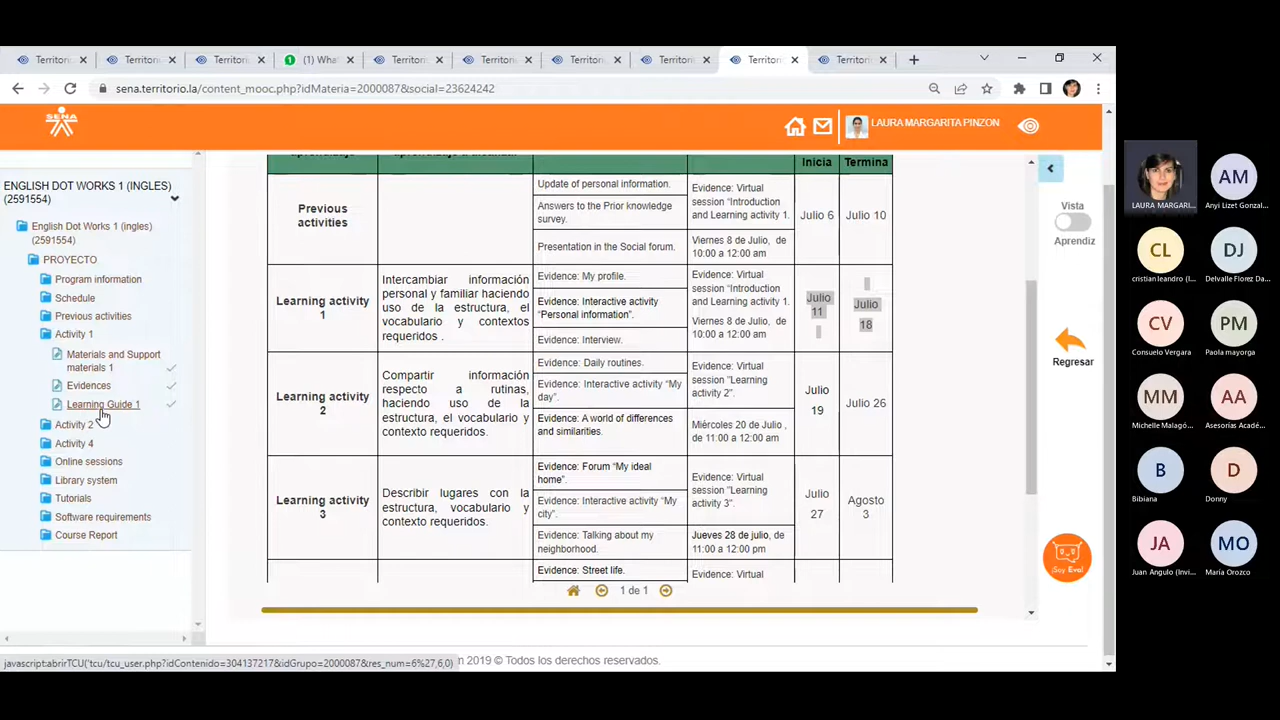 Territorio
Territorio
Territorio
(1) What
Territorio
Territorio
Territorio
Territorio
Territorio
Territorio
sena.territorio.la/content_mooc.php?idMateria=2000087&social=23624242
SENA
LAURA MARGARITA PINZON
ENGLISH DOT WORKS 1 (INGLES)
(2591554)
English Dot Works 1 (ingles)
(2591554)
PROYECTO
Program information
Schedule
Previous activities
Activity 1
Materials and Support
materials 1
Evidences
Learning Guide 1
Activity 2
Activity 4
Online sessions
Library system
Tutorials
Software requirements
Course Report
Inicia
Termina
Previous
activities
Update of personal information.
Answers to the Prior knowledge
survey.
Presentation in the Social forum.
Evidence: Virtual
session "Introduction
and Learning activity 1.
Viernes 8 de Julio, de
10:00 a 12:00 am
Julio 6
Julio 10
Learning activity
1
Intercambiar información
personal y familiar haciendo
uso de la estructura, el
vocabulario y contextos
requeridos .
Evidence: My profile.
Evidence: Interactive activity
"Personal information".
Evidence: Interview.
Evidence: Virtual
session "Introduction
and Learning activity 1.
Viernes 8 de Julio, de
10:00 a 12:00 am
Julio
11
Julio
18
Learning activity
2
Compartir información
respecto a rutinas,
haciendo uso de la
estructura, el vocabulario y
contexto requeridos.
Evidence: Daily routines.
Evidence: Interactive activity "My
day".
Evidence: A world of differences
and similarities.
Evidence: Virtual
session "Learning
activity 2".
Miércoles 20 de Julio ,
de 11:00 a 12:00 am
Julio
19
Julio 26
Learning activity
3
Describir lugares con la
estructura, vocabulario y
contexto requeridos.
Evidence: Forum "My ideal
home".
Evidence: Interactive activity "My
city".
Evidence: Talking about my
neighborhood.
Evidence: Virtual
session "Learning
activity 3".
Jueves 28 de julio, de
11:00 a 12:00 pm
Julio
27
Agosto
3
Evidence: Street life.
Evidence: Virtual
1 de 1
Vista
Aprendiz
Regresar
¡Soy Eva!
m 2019 © Todos los derechos reservados.
javascript:abrirTCU('tcu/tcu_user.php?idContenido=304137217&idGrupo=2000087&res_num=6%27,6,0)
LAURA MARGARI...
AM
Anyi Lizet Gonzal...
CL
cristian leandro (I...
DJ
Delvalle Florez Da...
CV
Consuelo Vergara
PM
Paola mayorga
MM
Michelle Malagó...
AA
Asesorías Acadé...
B
Bibiana
D
Donny
JA
Juan Angulo (Invi...
MO
María Orozco